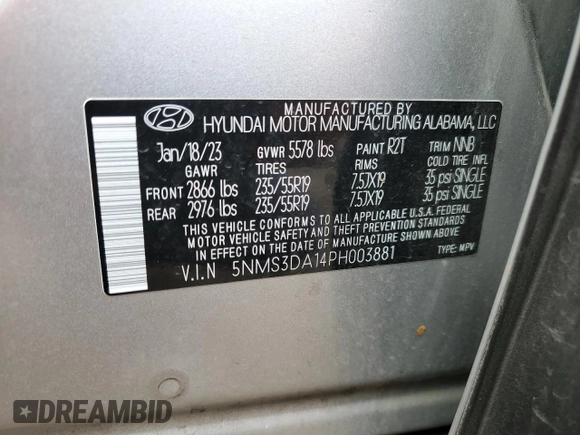 MANUFACTURED BY
HYUNDAI MOTOR MANUFACTURING ALABAMA, LLC
Jan/18/23 GVWR 5578 lbs PAINT R2T TRIM NNB
GAWR TIRES RIMS COLD TIRE INFL
FRONT 2866 lbs 235/55R19 7.5JX19 35 psi SINGLE
REAR 2976 lbs 235/55R19 7.5JX19 35 psi SINGLE
THIS VEHICLE CONFORMS TO ALL APPLICABLE U.S.A. FEDERAL
MOTOR VEHICLE SAFETY, BUMPER, AND THEFT PREVENTION STANDARDS
IN EFFECT ON THE DATE OF MANUFACTURE SHOWN ABOVE.
V.I.N 5NMS3DA14PH003881 TYPE: MPV
DREAMBID